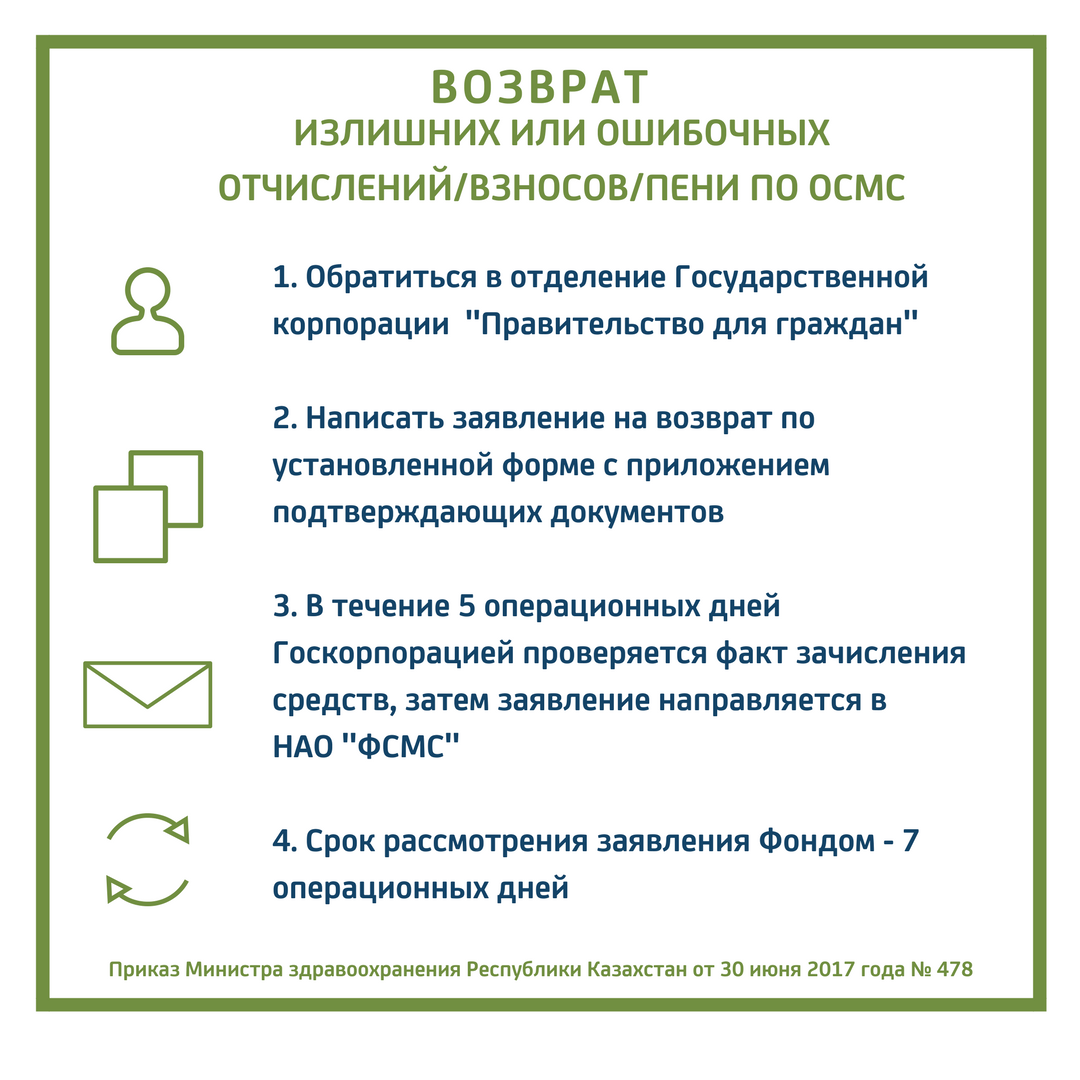 ВОЗВРАТ
ИЗЛИШНИХ ИЛИ ОШИБОЧНЫХ
ОТЧИСЛЕНИЙ/ВЗНОСОВ/ПЕНИ ПО ОСМС
1. Обратиться в отделение Государственной
корпорации "Правительство для граждан"
2. Написать заявление на возврат по
установленной форме с приложением
подтверждающих документов
3. В течение 5 операционных дней
Госкорпорацией проверяется факт зачисления
средств, затем заявление направляется в
НАО "ФСМС"
4. Срок рассмотрения заявления Фондом - 7
операционных дней
Приказ Министра здравоохранения Республики Казахстан от 30 июня 2017 года № 478